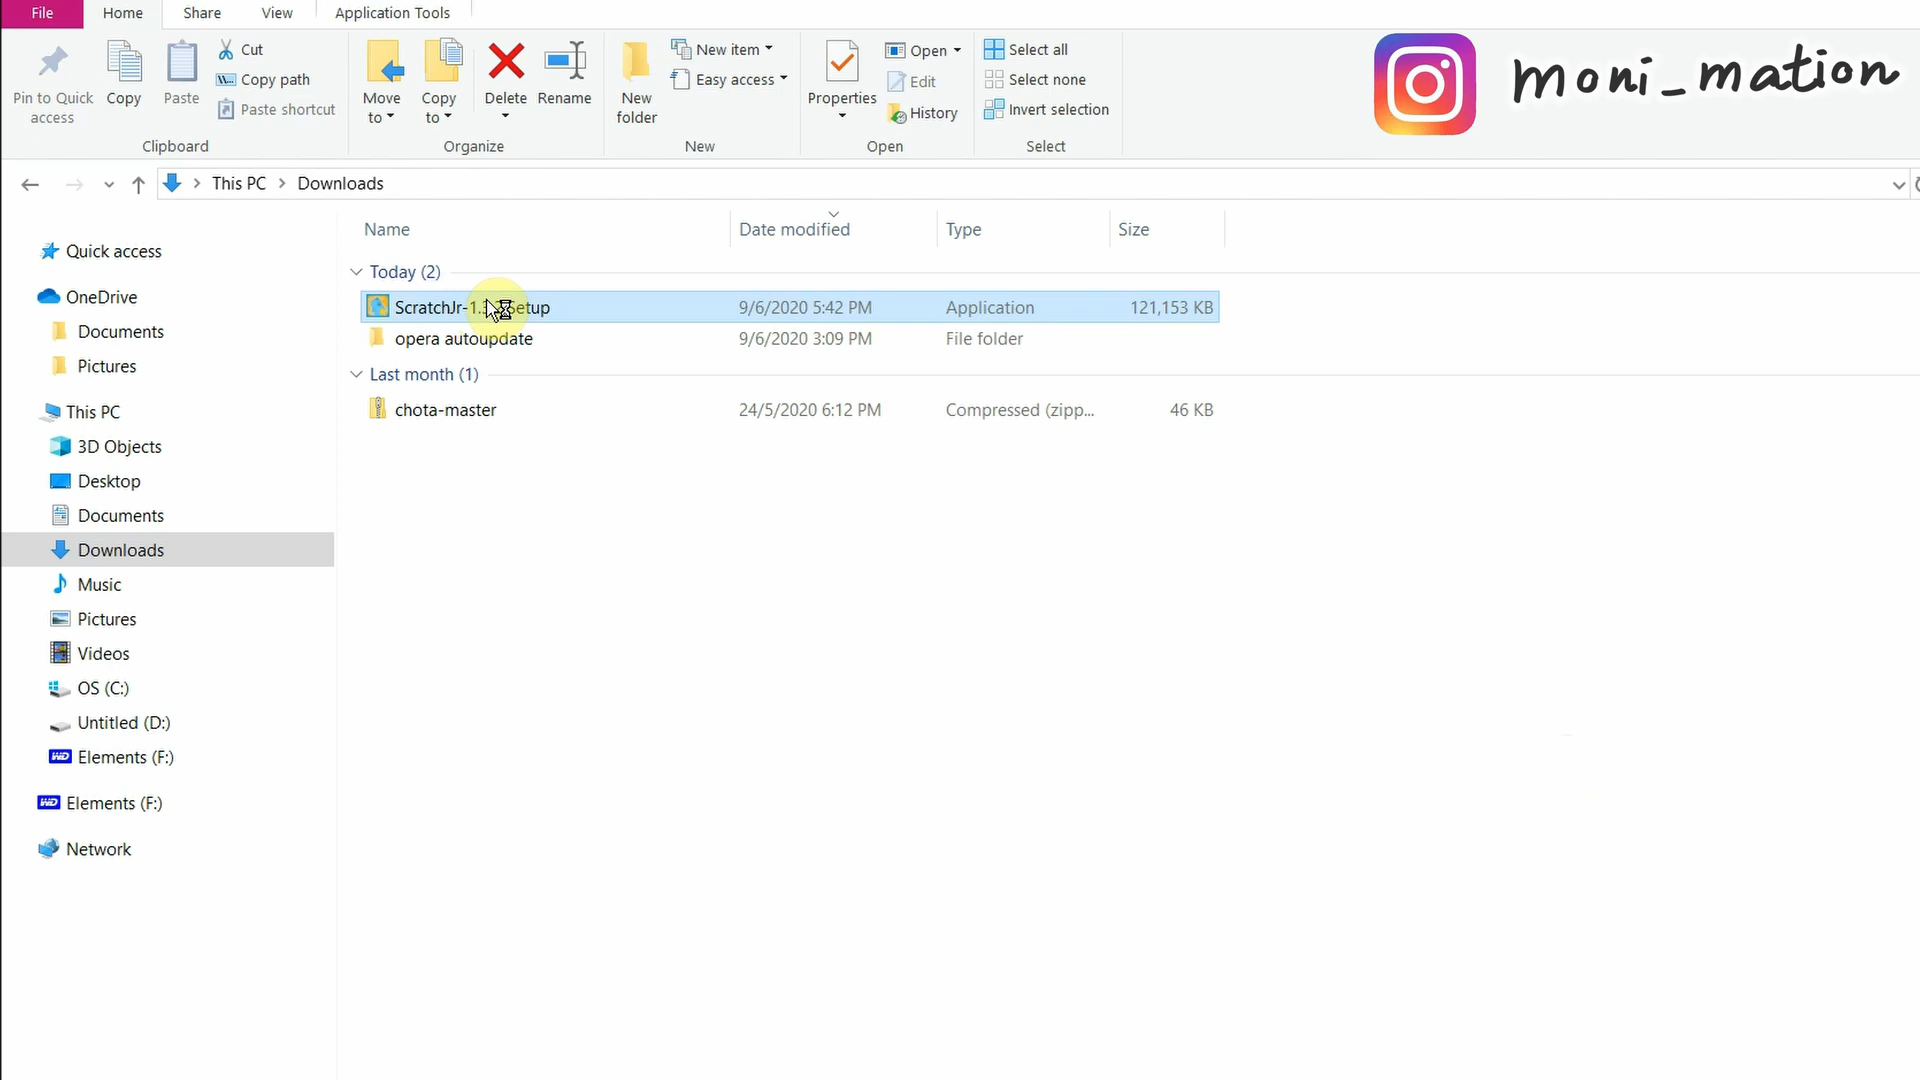 File Home Share View Application Tools
Pin to Quick access
Copy
Paste
Cut
Copy path
Paste shortcut
Clipboard
Move to
Copy to
Delete
Rename
Organize
New folder
New item
Easy access
New
Properties
Open
Edit
History
Open
Select all
Select none
Invert selection
Select
moni_mation
This PC Downloads
Quick access
OneDrive
Documents
Pictures
This PC
3D Objects
Desktop
Documents
Downloads
Music
Pictures
Videos
OS (C:)
Untitled (D:)
WD Elements (F:)
WD Elements (F:)
Network
Name Date modified Type Size
Today (2)
9/6/2020 5:42 PM Application 121,153 KB
opera autoupdate 9/6/2020 3:09 PM File folder
Last month (1)
chota-master 24/5/2020 6:12 PM Compressed (zipp... 46 KB